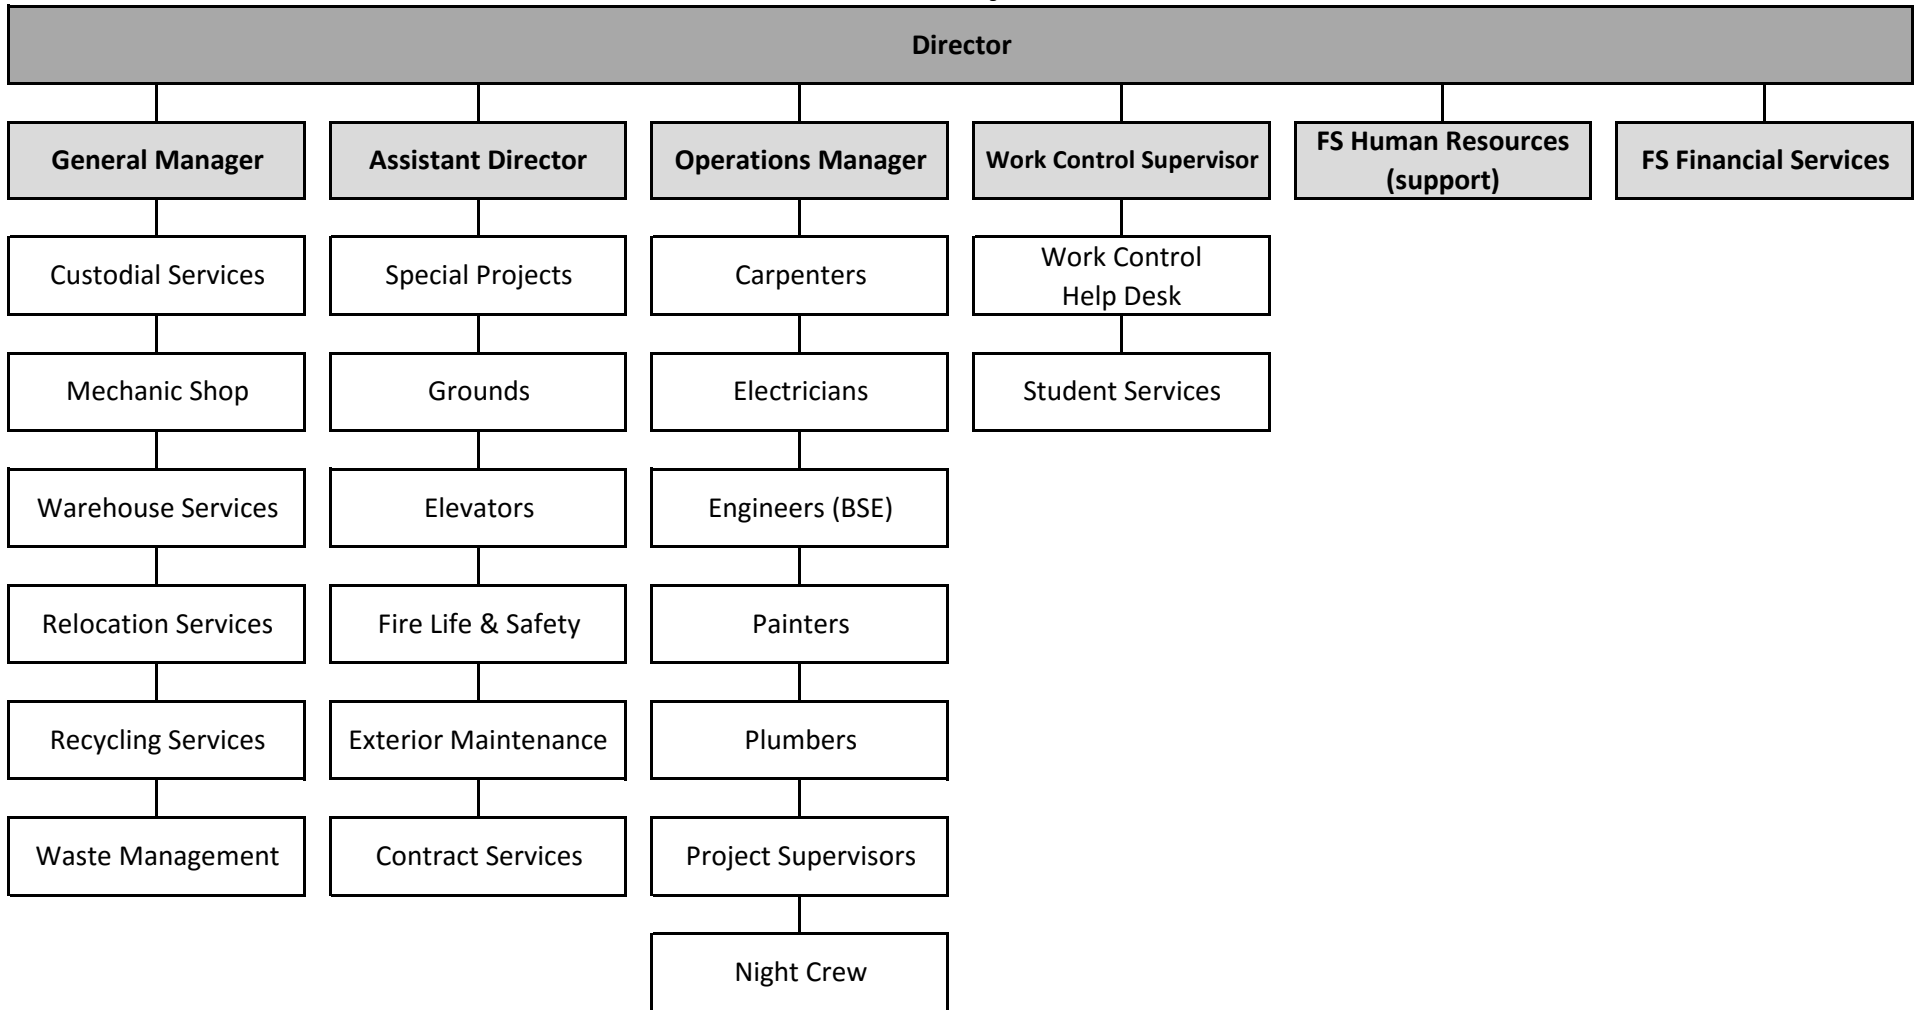 Director
General Manager
Assistant Director
Operations Manager
Work Control Supervisor
FS Human Resources
(support)
FS Financial Services
Custodial Services
Special Projects
Carpenters
Work Control
Help Desk
Mechanic Shop
Grounds
Electricians
Student Services
Warehouse Services
Elevators
Engineers (BSE)
Relocation Services
Fire Life & Safety
Painters
Recycling Services
Exterior Maintenance
Plumbers
Waste Management
Contract Services
Project Supervisors
Night Crew